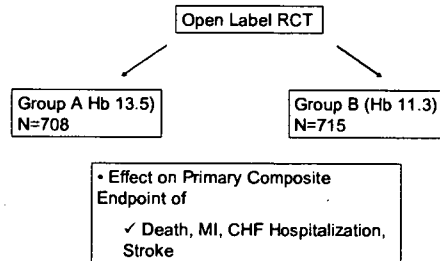 Open Label RCT
Group A Hb 13.5)
N=708
Group B (Hb 11.3)
N=715
• Effect on Primary Composite
Endpoint of
✓ Death, MI, CHF Hospitalization,
Stroke